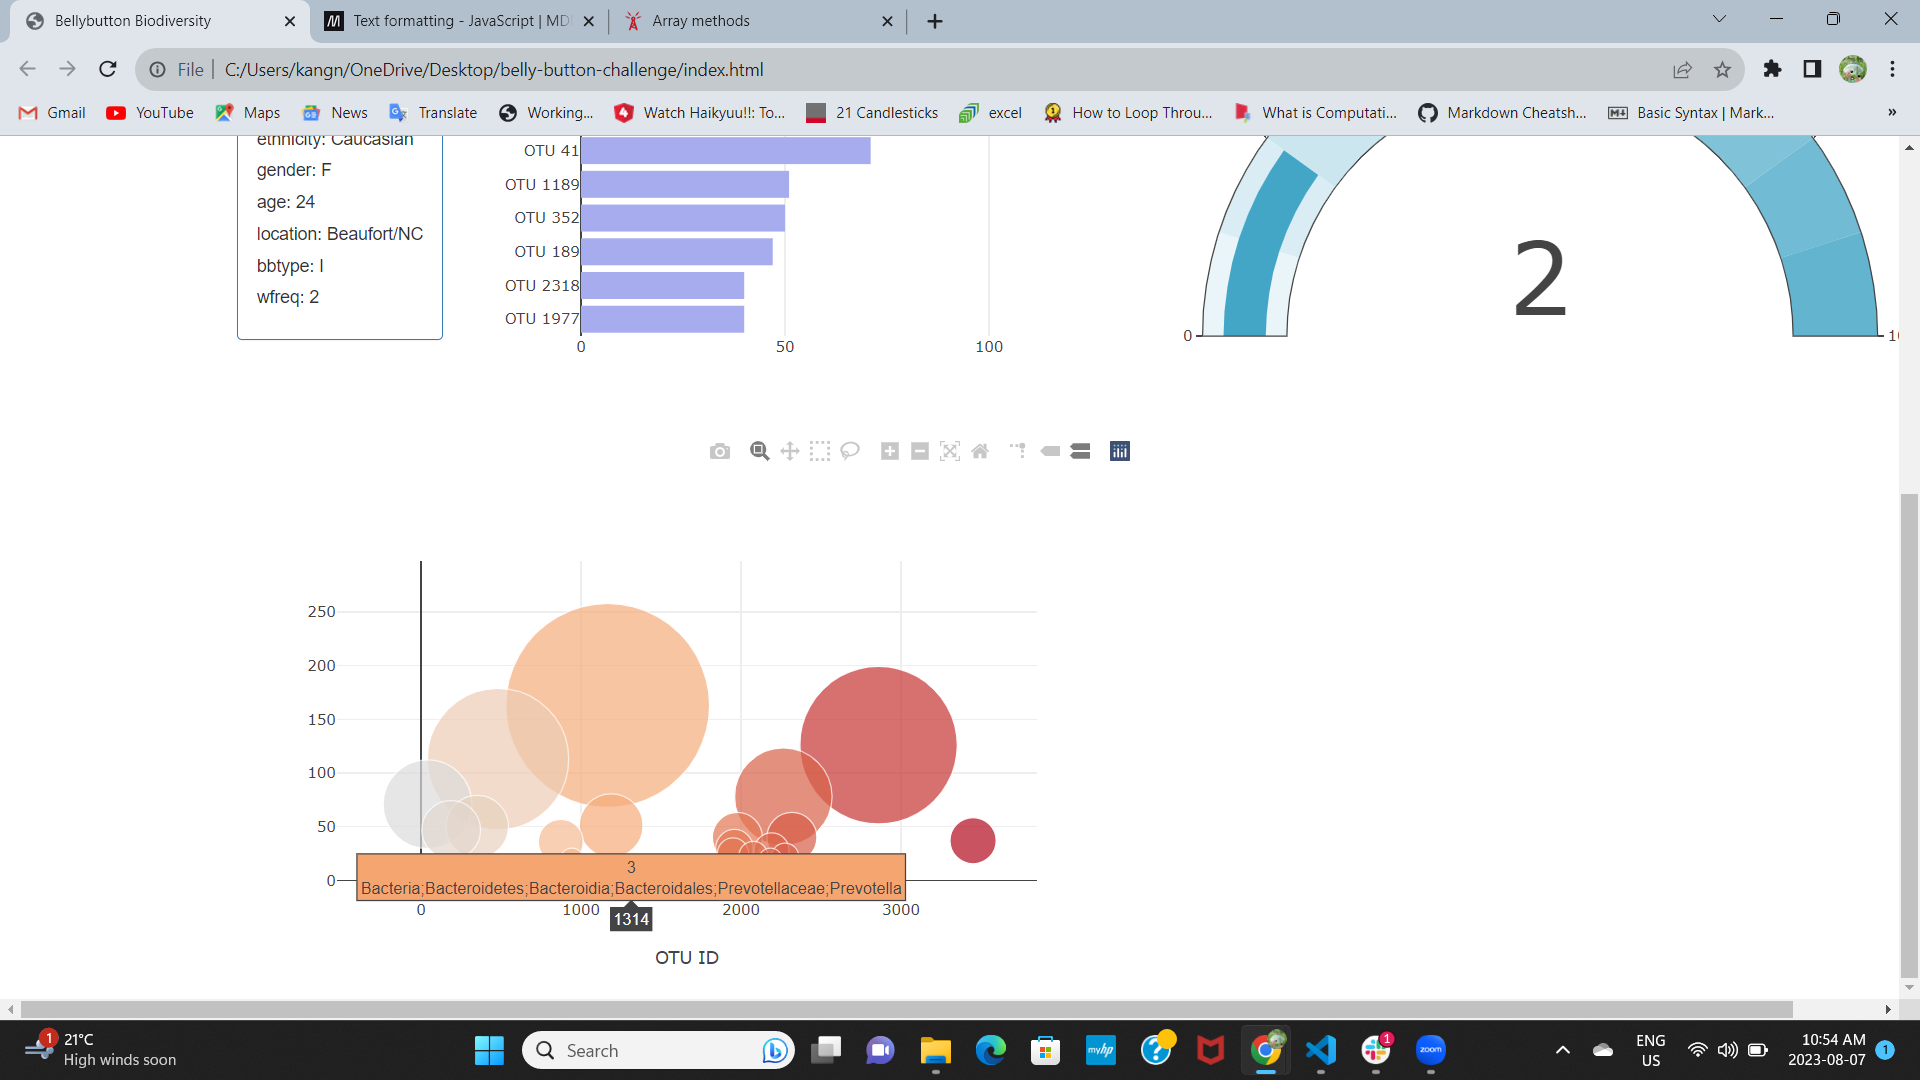 Bellybutton Biodiversity
Text formatting - JavaScript | MD
Array methods
File
C:/Users/kangn/OneDrive/Desktop/belly-button-challenge/index.html
Gmail
YouTube
Maps
News
Translate
Working...
Watch Haikyuu!!: To...
21 Candlesticks
excel
How to Loop Throu...
What is Computati...
Markdown Cheatsh...
Basic Syntax | Mark...
»
ethnicity: Caucasian
gender: F
age: 24
location: Beaufort/NC
bbtype: I
wfreq: 2
OTU 41
OTU 1189
OTU 352
OTU 189
OTU 2318
OTU 1977
0
50
100
2
0
250
200
150
100
50
0
3
Bacteria;Bacteroidetes;Bacteroidia;Bacteroidales;Prevotellaceae;Prevotella
0
1000
2000
3000
1314
OTU ID
1
21°C
High winds soon
Search
myhp
1
zoom
ENG
US
10:54 AM
2023-08-07
1